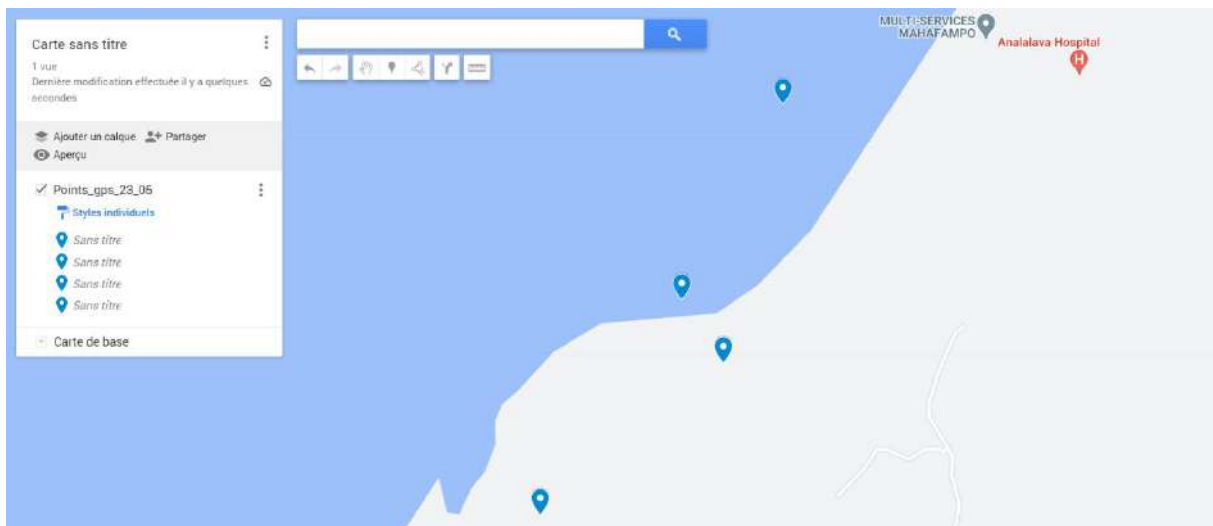 Carte sans titre
1 vue
Dernière modification effectuée il y a quelques
secondes
Ajouter un calque
Partager
Aperçu
Points_gps_23_05
Styles individuels
Sans titre
Sans titre
Sans titre
Sans titre
Carte de base
MULTI-SERVICES
MAHAFAMPO
Analalava Hospital
H